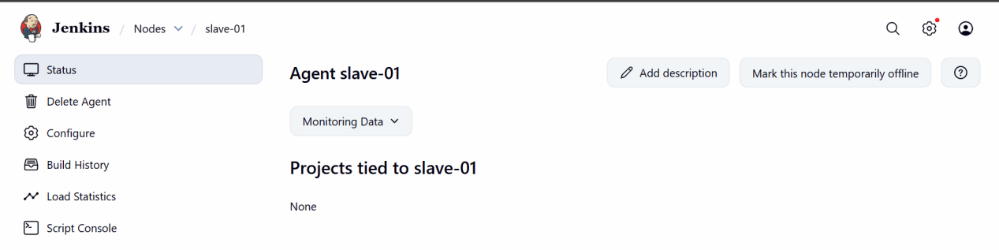 Jenkins / Nodes / slave-01
Status
Delete Agent
Configure
Build History
Load Statistics
Script Console
Agent slave-01
Add description
Mark this node temporarily offline
Monitoring Data
Projects tied to slave-01
None